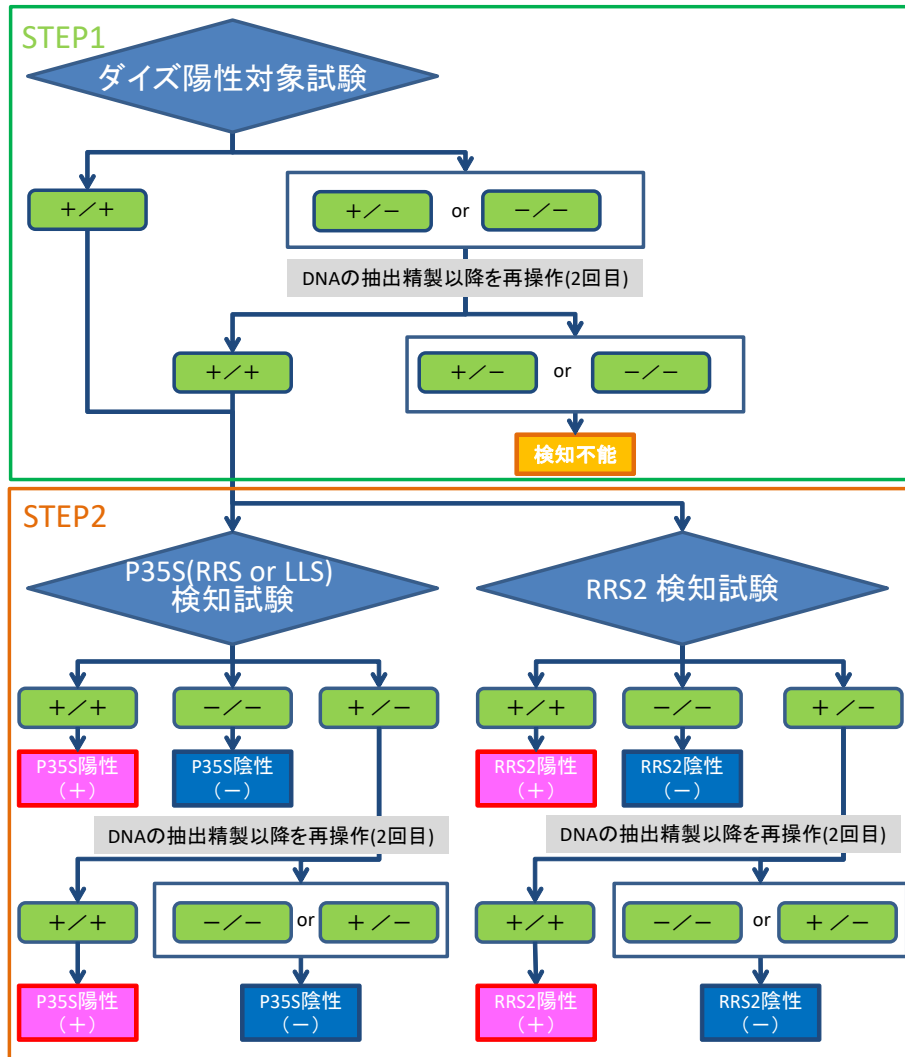 STEP1
ダイズ陽性対象試験
＋／＋
＋／－ or －／－
DNAの抽出精製以降を再操作(2回目)
＋／＋
＋／－ or －／－
検知不能
STEP2
P35S(RRS or LLS)
検知試験
RRS2 検知試験
＋／＋
－／－
＋／－
＋／＋
－／－
＋／－
P35S陽性
（＋）
P35S陰性
（－）
RRS2陽性
（＋）
RRS2陰性
（－）
DNAの抽出精製以降を再操作(2回目)
DNAの抽出精製以降を再操作(2回目)
＋／＋
－／－ or ＋／－
＋／＋
－／－ or ＋／－
P35S陽性
（＋）
P35S陰性
（－）
RRS2陽性
（＋）
RRS2陰性
（－）